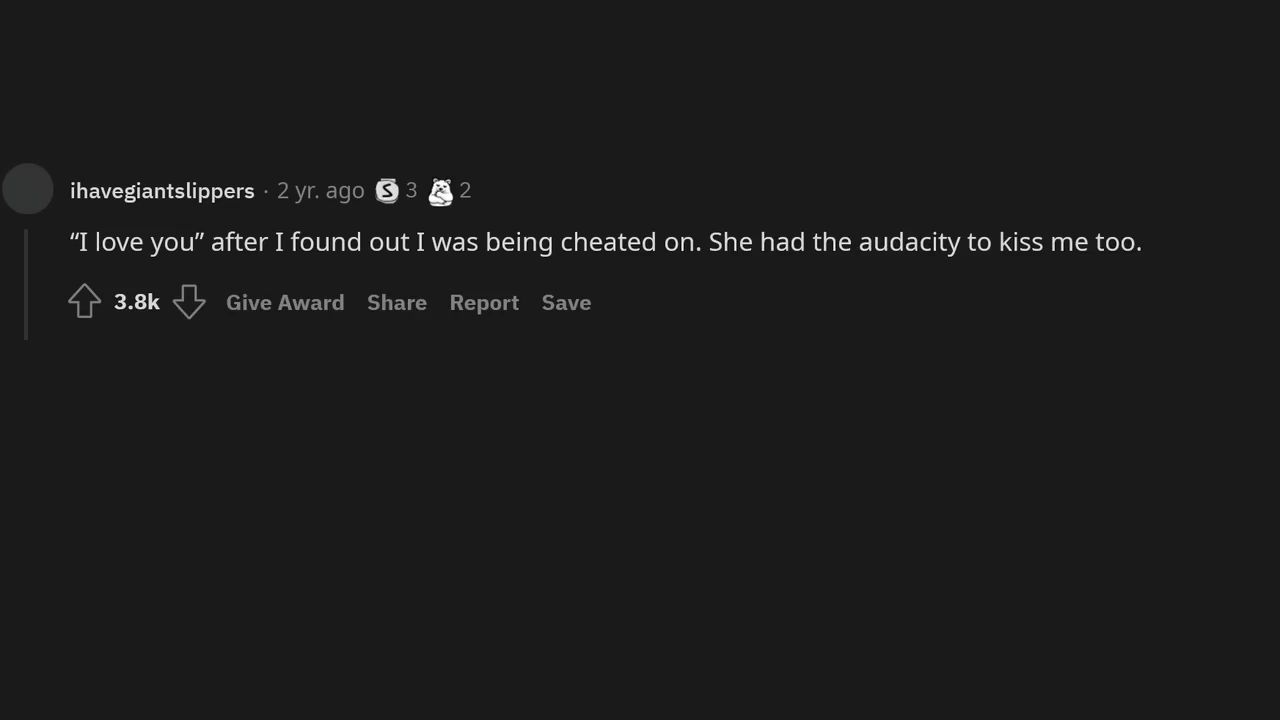 ihavegiantslippers · 2 yr. ago S 3 2
“I love you” after I found out I was being cheated on. She had the audacity to kiss me too.
3.8k Give Award Share Report Save